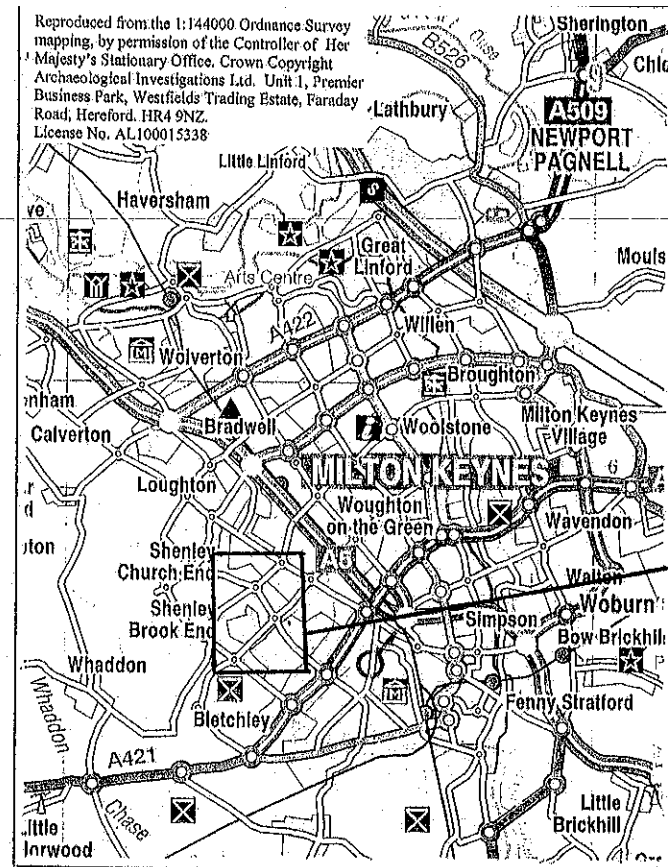 Reproduced from the 1:144000 Ordnance Survey
mapping, by permission of the Controller of Her
Majesty's Stationary Office. Crown Copyright
Archaeological Investigations Ltd. Unit 1, Premier
Business Park, Westfields Trading Estate, Faraday
Road, Hereford. HR4 9NZ.
License No. AL100015338
Sherington
B526
Ouse
Lathbury
A509
NEWPORT
PAGNELL
Little Linford
Haversham
Great
Linford
Mouls
Arts Centre
A422
Willen
Wolverton
Broughton
Calverton
Bradwell
Woolstone
Milton Keynes
Village
MILTON KEYNES
6
Loughton
Woughton
on the Green
Wavendon
Shenley
Church End
A5
Walton
Shenley
Brook End
Simpson
Woburn
Bow Brickhill
Whaddon
Whaddon
Chase
Bletchley
Fenny Stratford
A421
Little
Brickhill